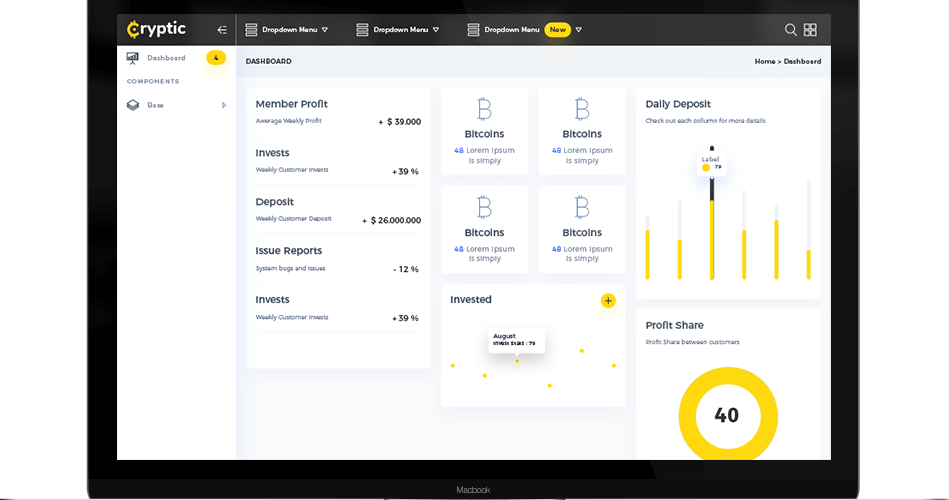 Cryptic
Dropdown Menu
Dropdown Menu
Dropdown Menu New
Dashboard 4
COMPONENTS
Base
DASHBOARD
Home > Dashboard
Member Profit
Awerage Weekly Profit
+ $ 39.000
Invests
Weekly Customer Invests
+39 %
Deposit
Weekly Customer Deposit
+ $ 26.000.000
Issue Reports
System bugs and Issues
- 12 %
Invests
Weekly Customer Invests
+39 %
Bitcoins
48 Lorem Ipsum
is simply
Bitcoins
48 Lorem Ipsum
is simply
Bitcoins
48 Lorem Ipsum
is simply
Bitcoins
48 Lorem Ipsum
is simply
Invested
+
August
Invest Stats : 79
Daily Deposit
Check out each collumn for more details
Label
79
Profit Share
Profit Share between customers
40
Macbook